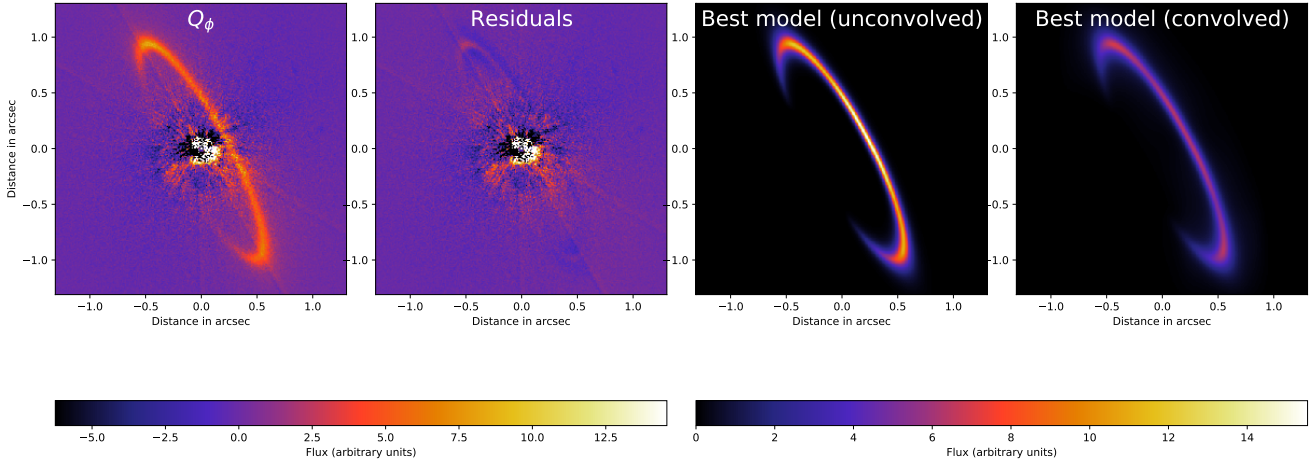 Q_ϕ
Residuals
Best model (unconvolved)
Best model (convolved)
Distance in arcsec
1.0
0.5
0.0
−0.5
−1.0
1.0
0.5
0.0
−0.5
−1.0
1.0
0.5
0.0
−0.5
−1.0
1.0
0.5
0.0
−0.5
−1.0
−1.0 −0.5 0.0 0.5 1.0
−1.0 −0.5 0.0 0.5 1.0
−1.0 −0.5 0.0 0.5 1.0
−1.0 −0.5 0.0 0.5 1.0
Distance in arcsec
Distance in arcsec
Distance in arcsec
Distance in arcsec
−5.0 −2.5 0.0 2.5 5.0 7.5 10.0 12.5
Flux (arbitrary units)
0 2 4 6 8 10 12 14
Flux (arbitrary units)